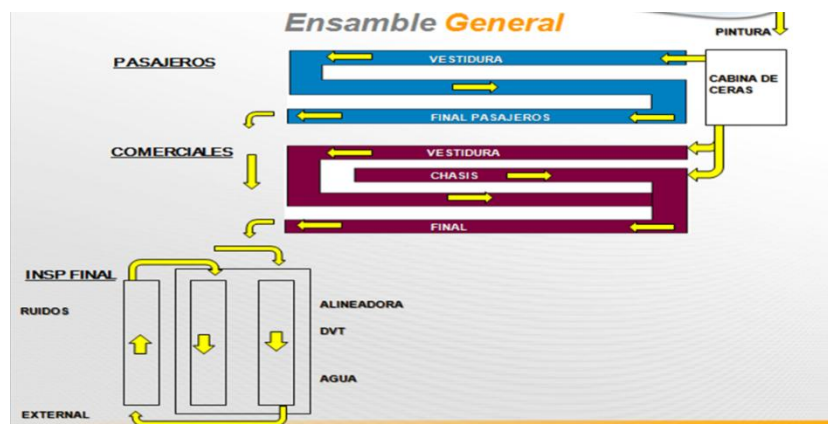 Ensamble General
PINTURA
PASAJEROS
VESTIDURA
CABINA DE
CERAS
FINAL PASAJEROS
COMERCIALES
VESTIDURA
CHASIS
FINAL
INSP FINAL
RUIDOS
ALINEADORA
DVT
AGUA
EXTERNAL